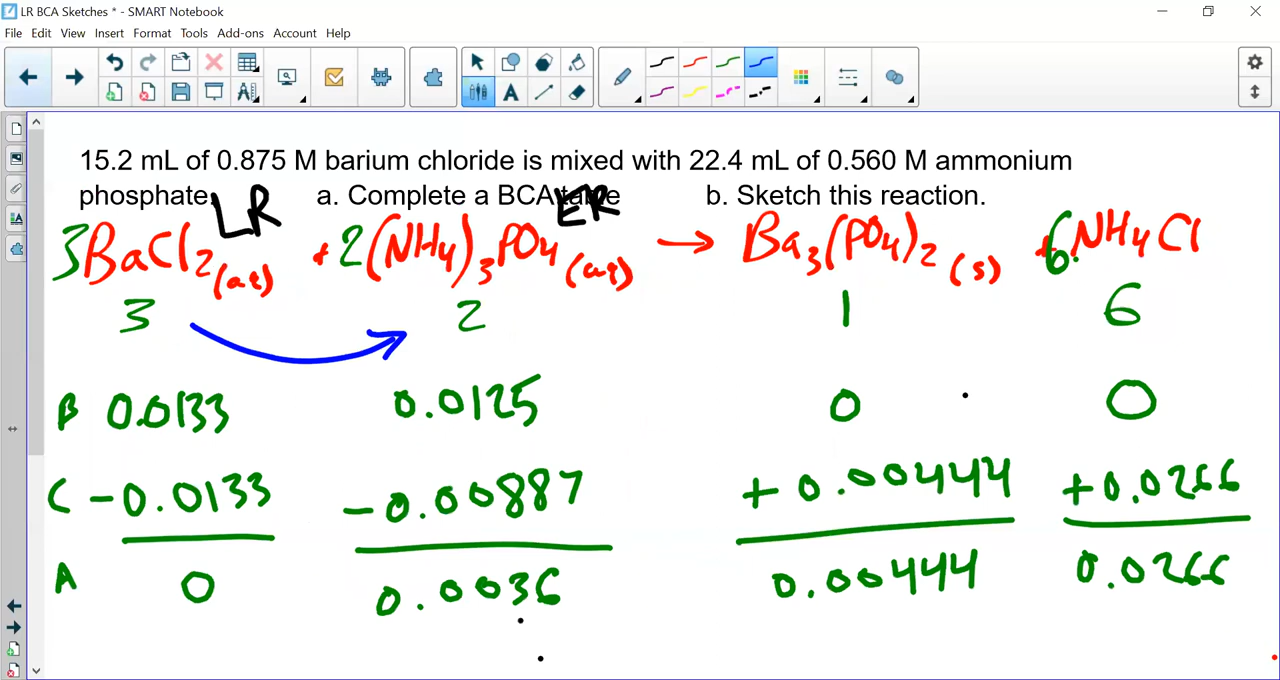 LR BCA Sketches * - SMART Notebook
File Edit View Insert Format Tools Add-ons Account Help
15.2 mL of 0.875 M barium chloride is mixed with 22.4 mL of 0.560 M ammonium
phosphate. a. Complete a BCA table b. Sketch this reaction.
LR ER
3BaCl2(aq) + 2(NH4)3PO4(aq) → Ba3(PO4)2(s) + 6NH4Cl
3 2 1 6
B 0.0133 0.0125 0 0
C -0.0133 -0.00887 +0.00444 +0.0266
A 0 0.0036 0.00444 0.0266